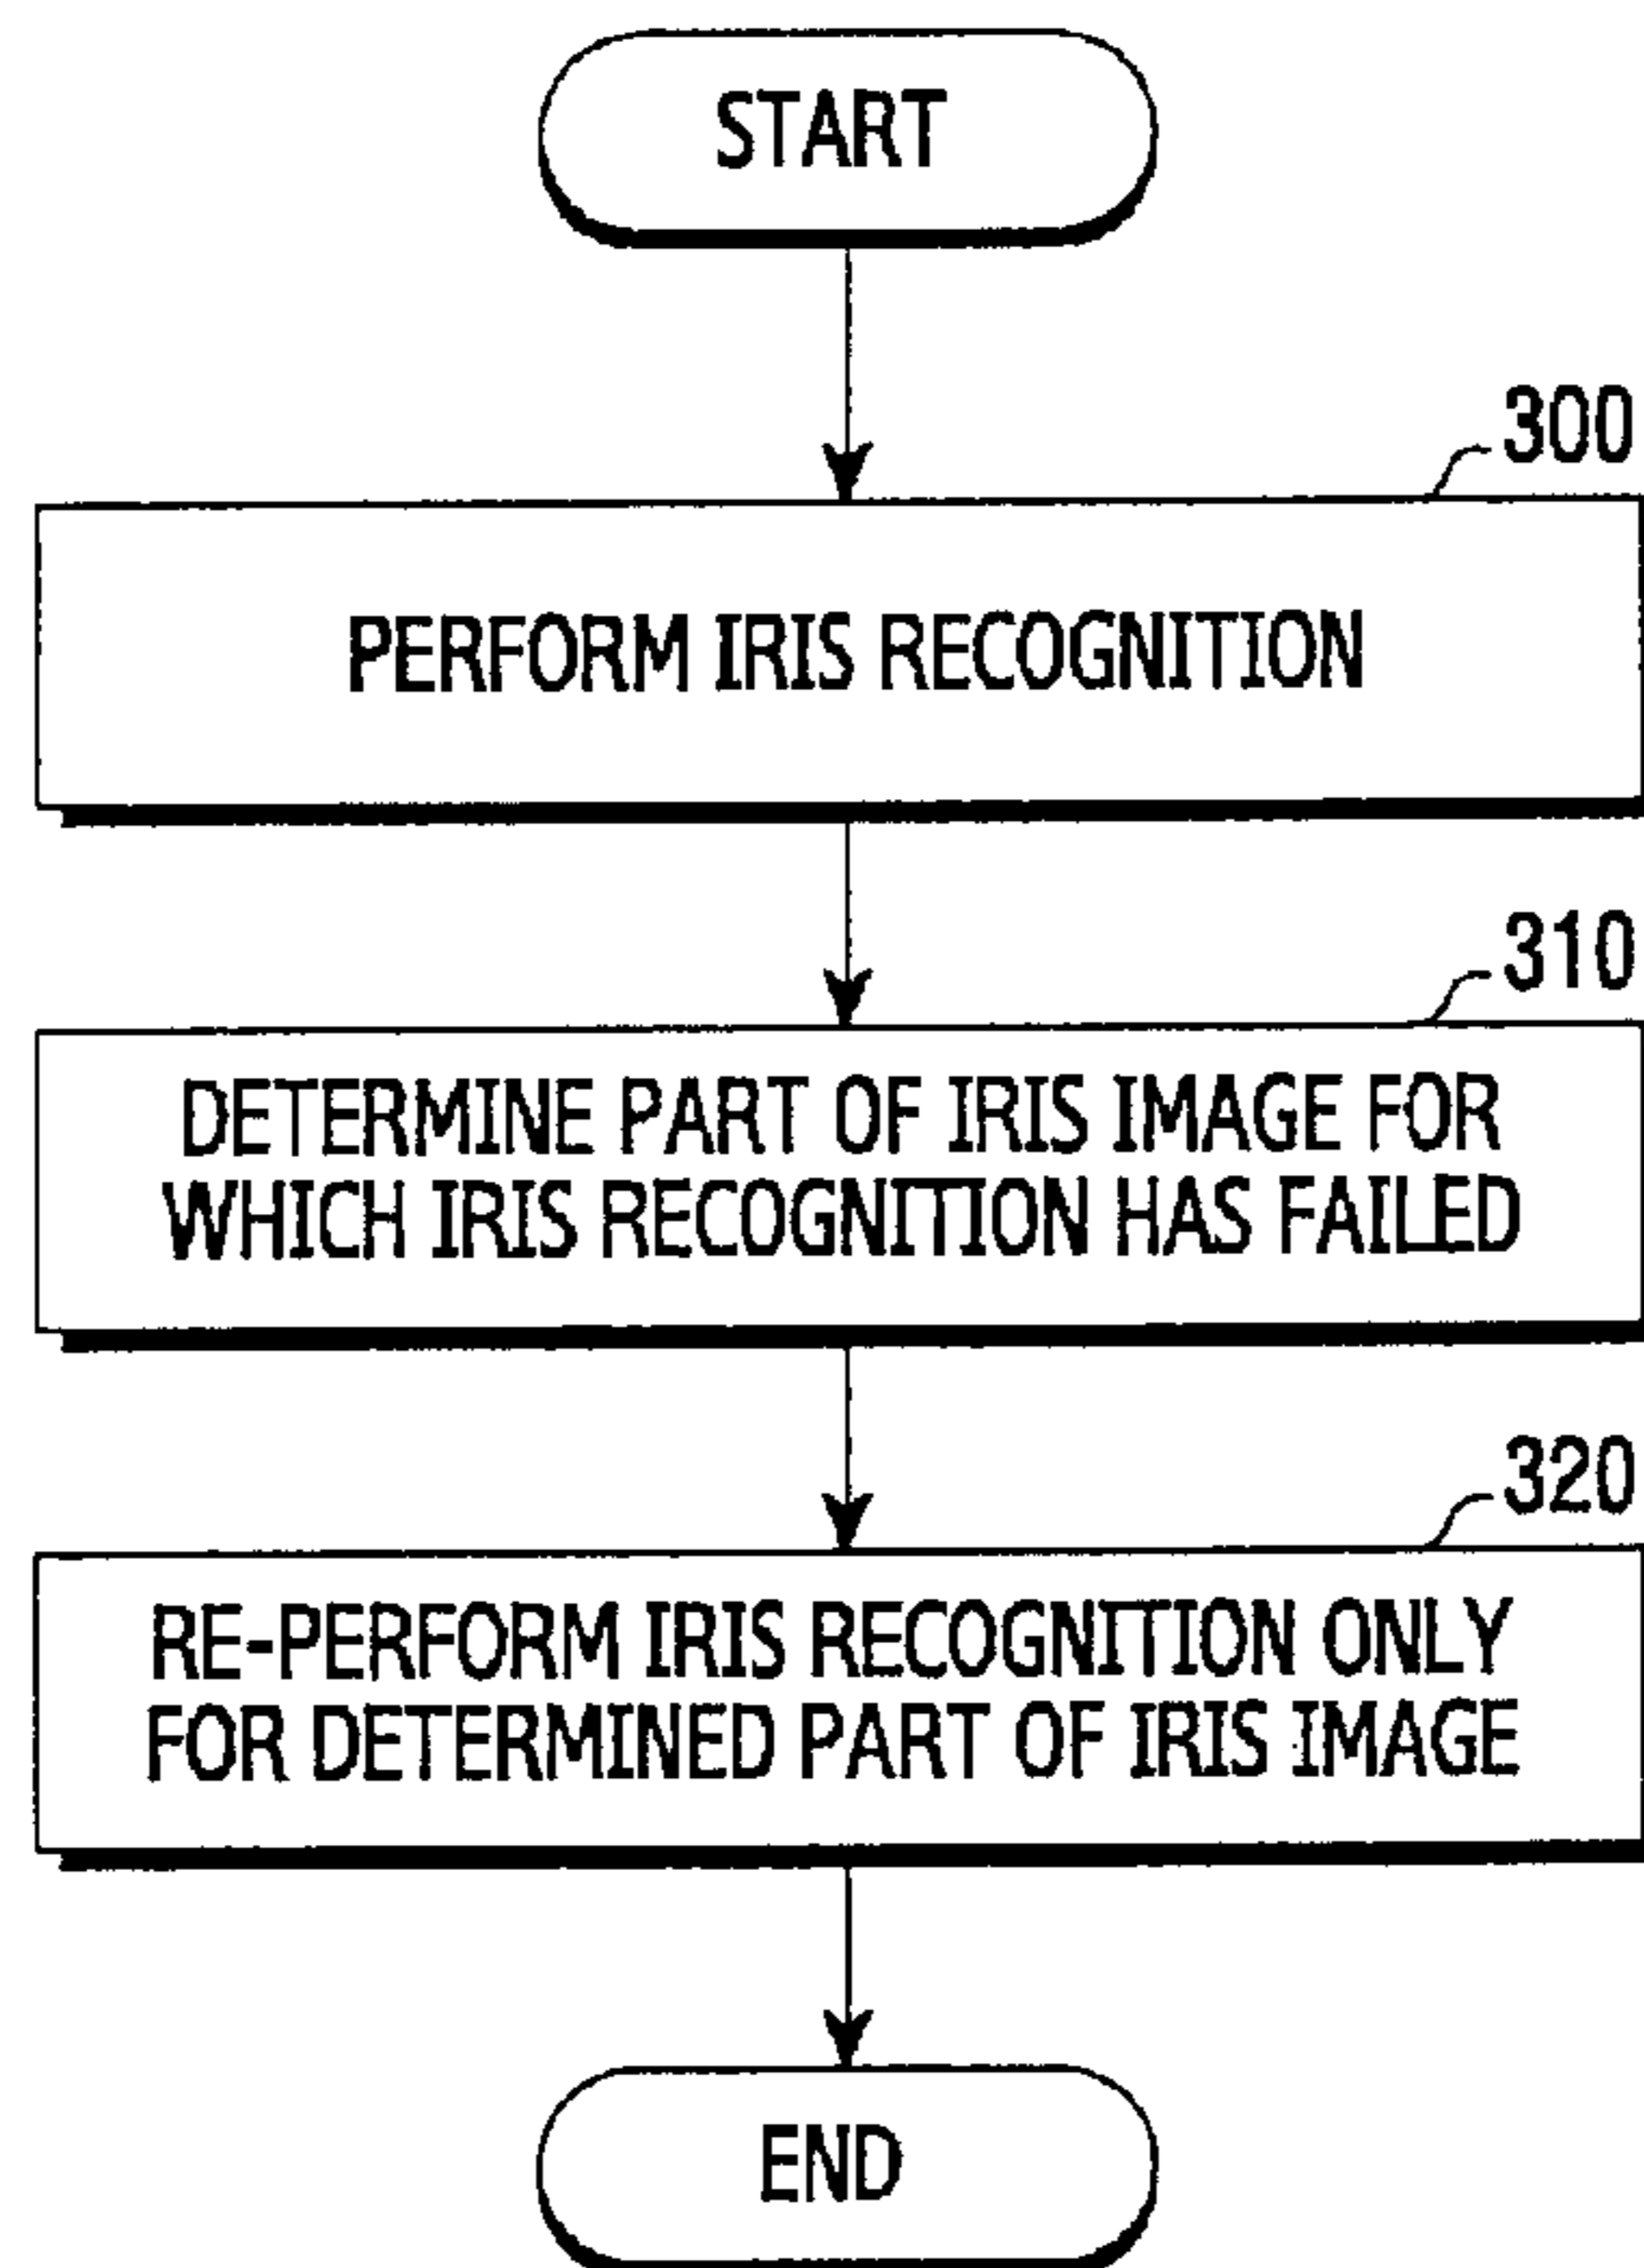 START
300
PERFORM IRIS RECOGNITION
310
DETERMINE PART OF IRIS IMAGE FOR
WHICH IRIS RECOGNITION HAS FAILED
320
RE-PERFORM IRIS RECOGNITION ONLY
FOR DETERMINED PART OF IRIS IMAGE
END